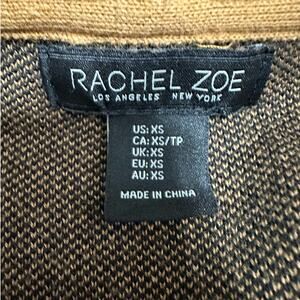 RACHEL ZOE
LOS ANGELES NEW YORK
US: XS
CA: XS/TP
UK: XS
EU: XS
AU: XS
MADE IN CHINA